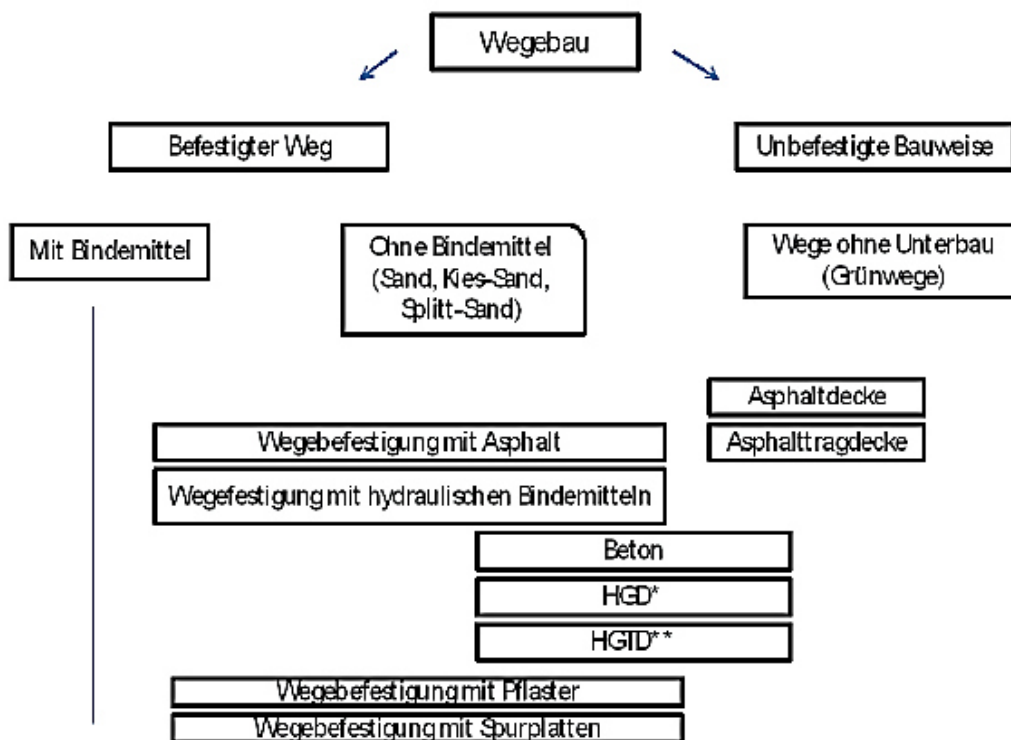 Wegebau
Befestigter Weg
Unbefestigte Bauweise
Mit Bindemittel
Ohne Bindemittel
(Sand, Kies-Sand,
Splitt-Sand)
Wege ohne Unterbau
(Grünwege)
Asphaltdecke
Wegebefestigung mit Asphalt
Asphalttragdecke
Wegefestigung mit hydraulischen Bindemitteln
Beton
HGD*
HGTD**
Wegebefestigung mit Pflaster
Wegebefestigung mit Spurplatten